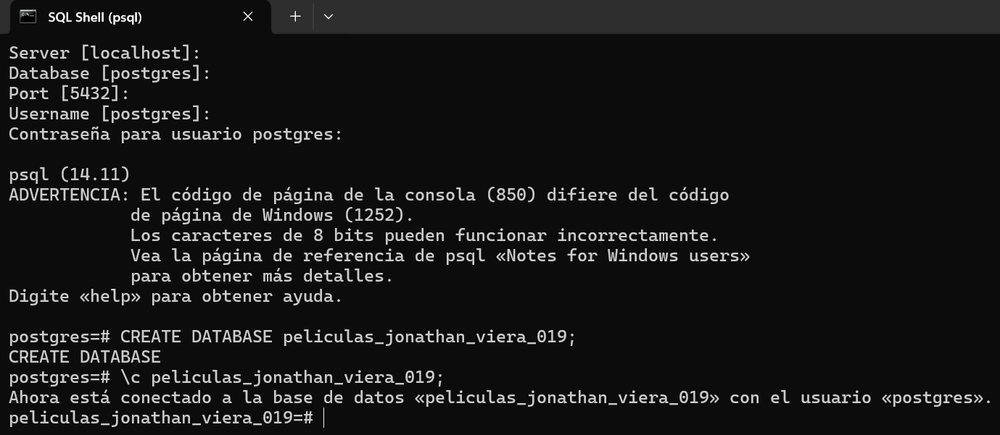 SQL Shell (psql)
Server [localhost]:
Database [postgres]:
Port [5432]:
Username [postgres]:
Contraseña para usuario postgres:
psql (14.11)
ADVERTENCIA: El código de página de la consola (850) difiere del código
de página de Windows (1252).
Los caracteres de 8 bits pueden funcionar incorrectamente.
Vea la página de referencia de psql «Notes for Windows users»
para obtener más detalles.
Digite «help» para obtener ayuda.
postgres=# CREATE DATABASE peliculas_jonathan_viera_019;
CREATE DATABASE
postgres=# \c peliculas_jonathan_viera_019;
Ahora está conectado a la base de datos «peliculas_jonathan_viera_019» con el usuario «postgres».
peliculas_jonathan_viera_019=#